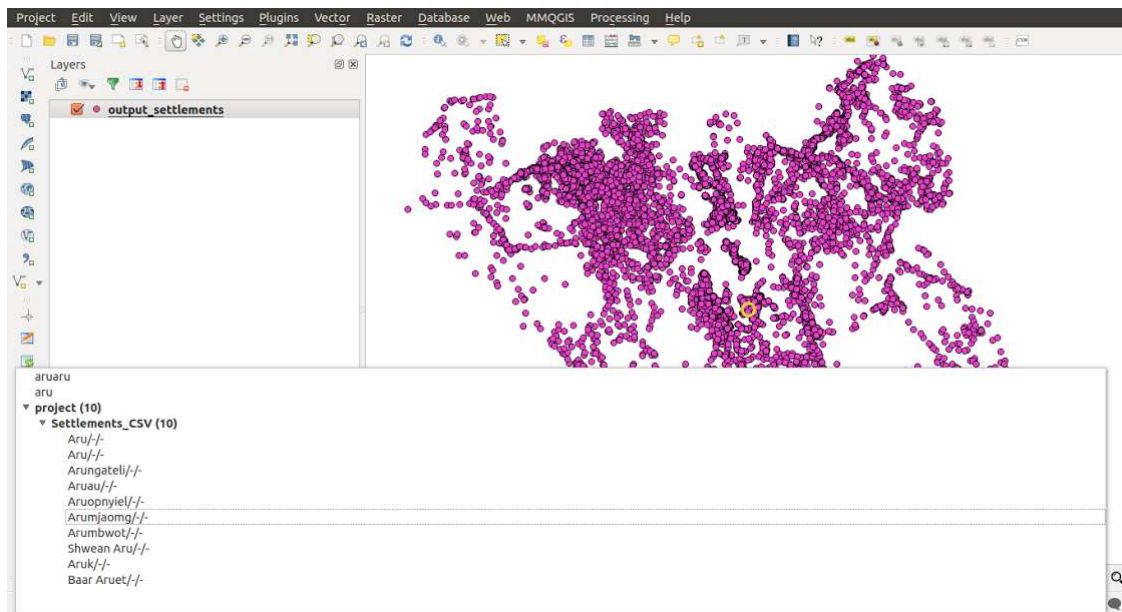 Project Edit View Layer Settings Plugins Vector Raster Database Web MMQGIS Processing Help
Layers
output_settlements
aruaru
aru
project (10)
Settlements_CSV (10)
Aru/-/-
Aru/-/-
Arungateli/-/-
Aruau/-/-
Aruopnyiel/-/-
Arumjaomg/-/-
Arumbwot/-/-
Shwean Aru/-/-
Aruk/-/-
Baar Aruet/-/-